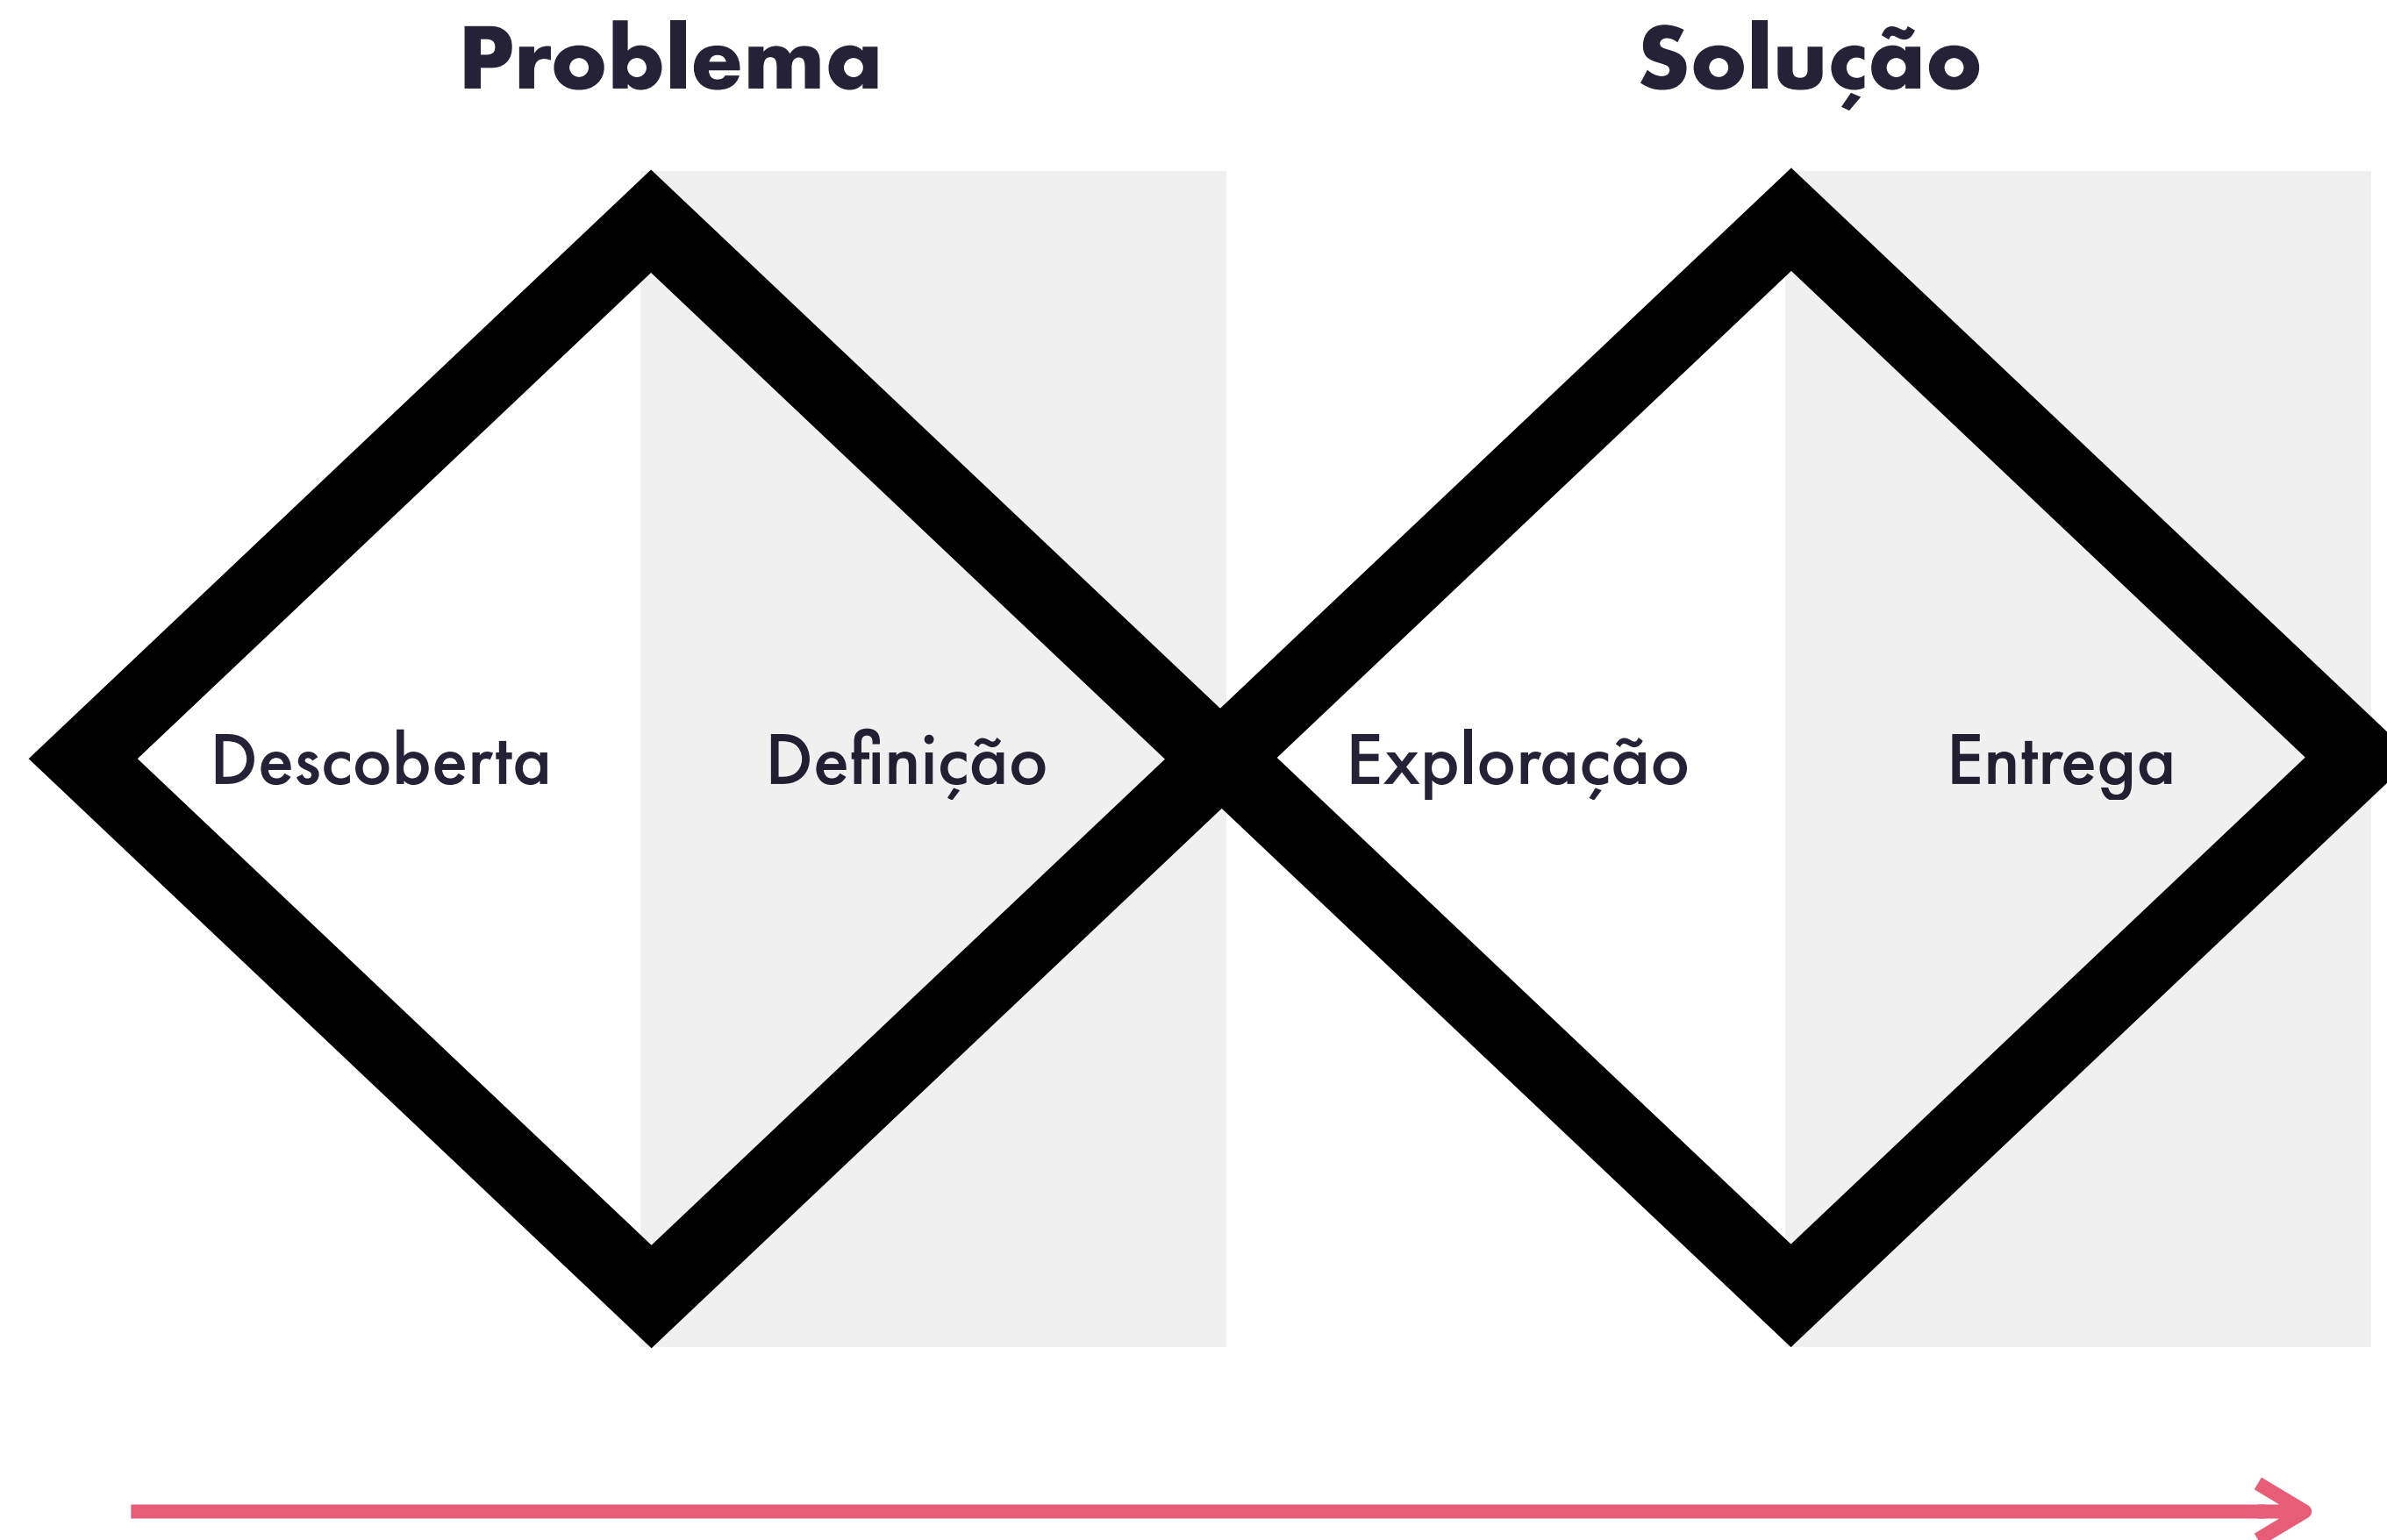 Problema
Solução
Descoberta
Definição
Exploração
Entrega